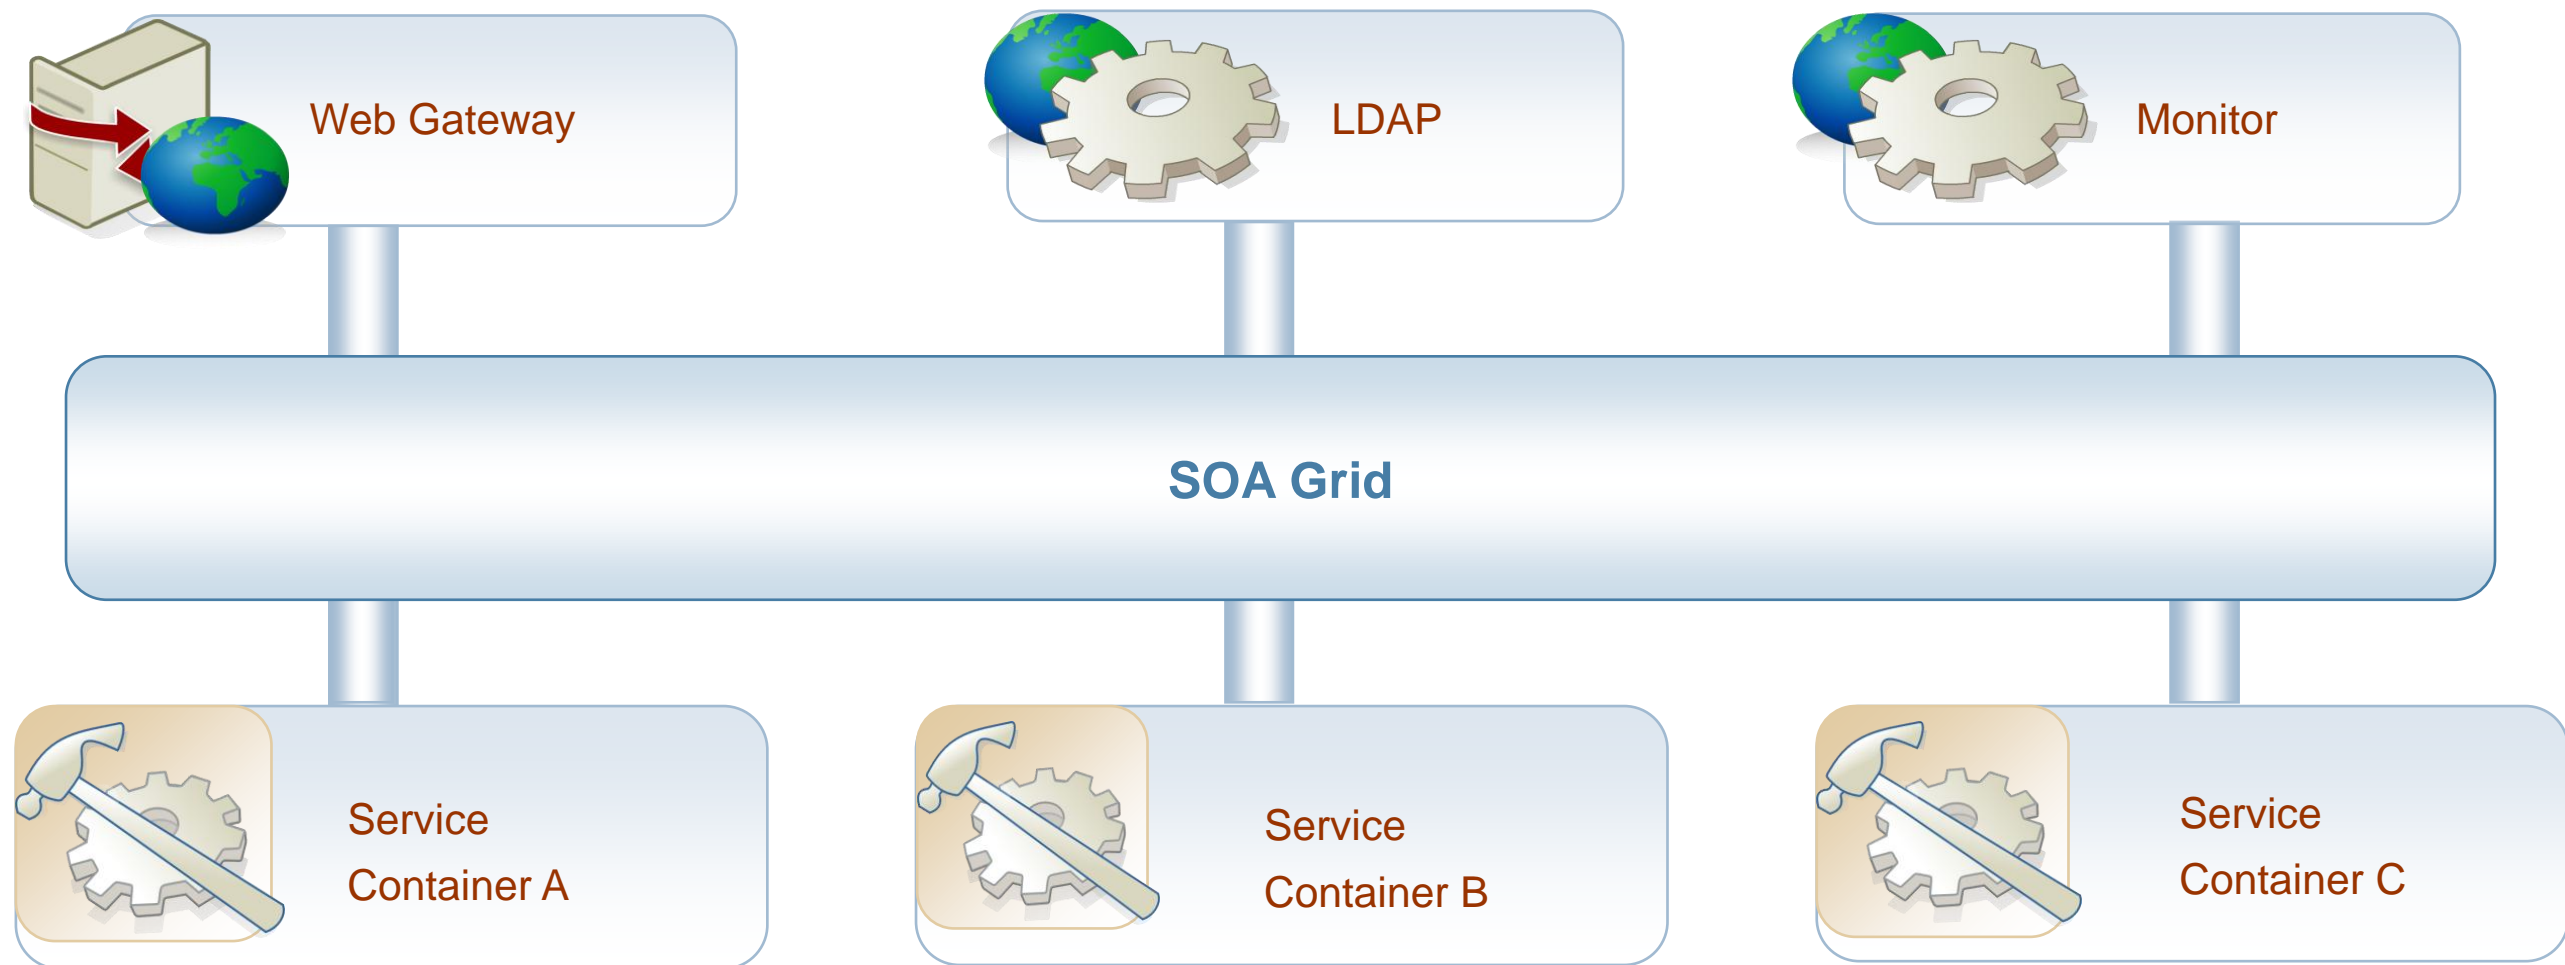 Web Gateway
LDAP
Monitor
SOA Grid
Service
Container A
Service
Container B
Service
Container C